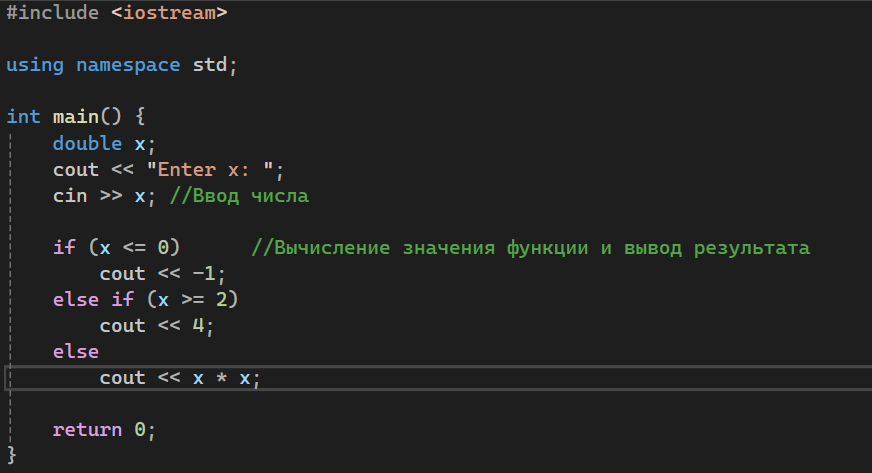 #include <iostream>
using namespace std;
int main() {
double x;
cout << "Enter x: ";
cin >> x; //Ввод числа
if (x <= 0) //Вычисление значения функции и вывод результата
cout << -1;
else if (x >= 2)
cout << 4;
else
cout << x * x;
return 0;
}